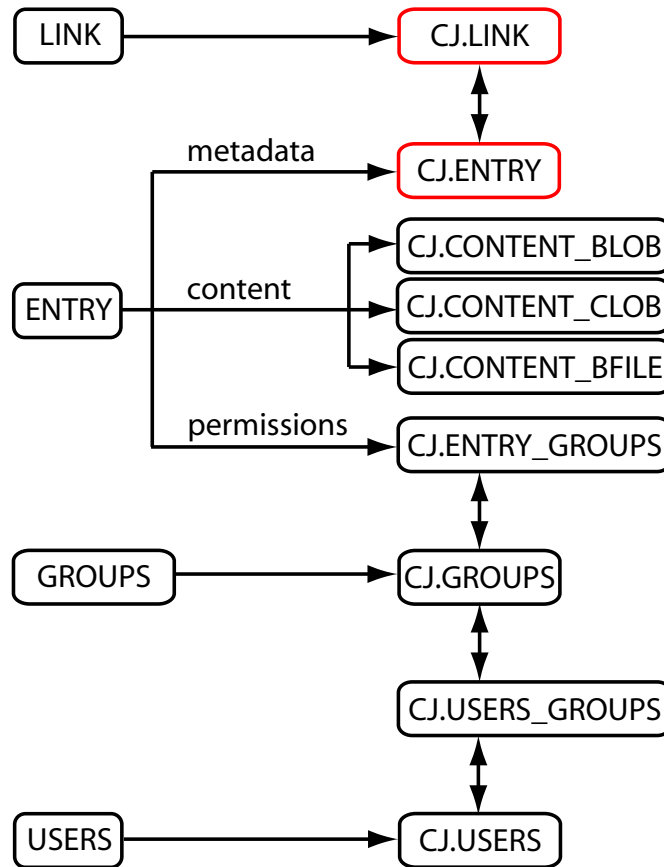 LINK
CJ.LINK
metadata
CJ.ENTRY
CJ.CONTENT_BLOB
ENTRY
content
CJ.CONTENT_CLOB
CJ.CONTENT_BFILE
permissions
CJ.ENTRY_GROUPS
GROUPS
CJ.GROUPS
CJ.USERS_GROUPS
USERS
CJ.USERS